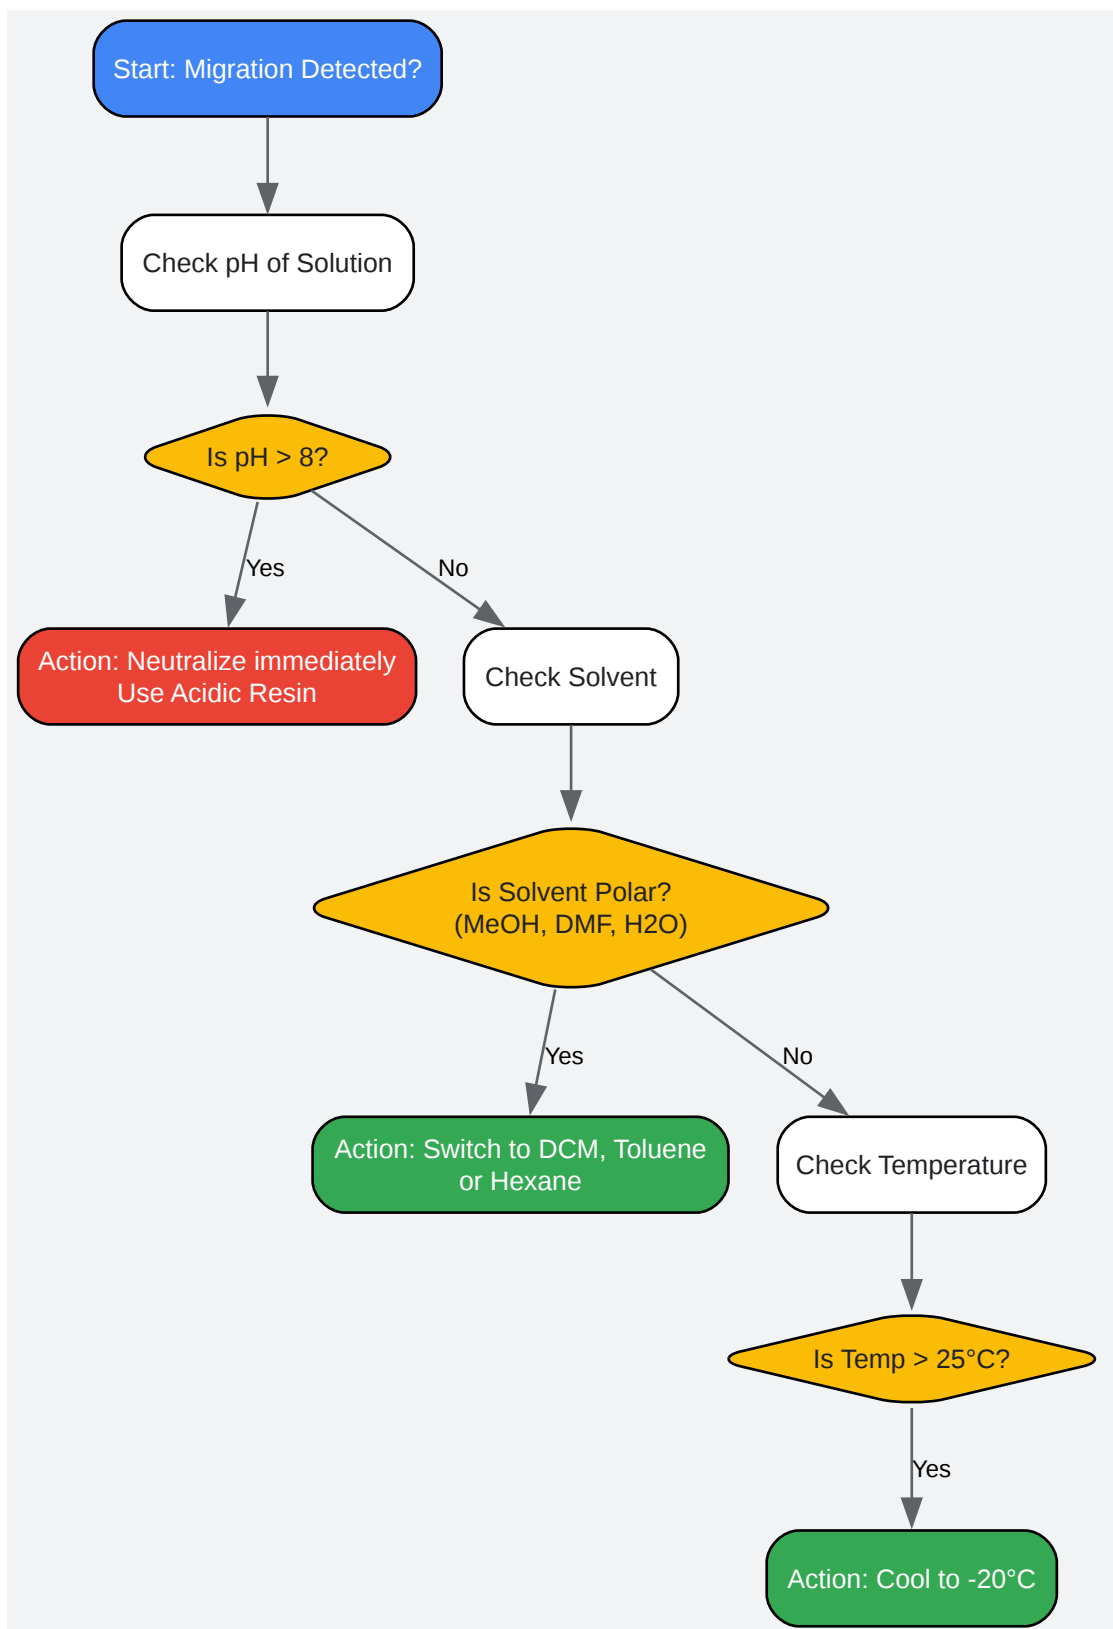 Start: Migration Detected?
Check pH of Solution
Is pH > 8?
Yes
No
Action: Neutralize immediately
Use Acidic Resin
Check Solvent
Is Solvent Polar?
(MeOH, DMF, H2O)
Yes
No
Action: Switch to DCM, Toluene
or Hexane
Check Temperature
Is Temp > 25°C?
Yes
Action: Cool to -20°C